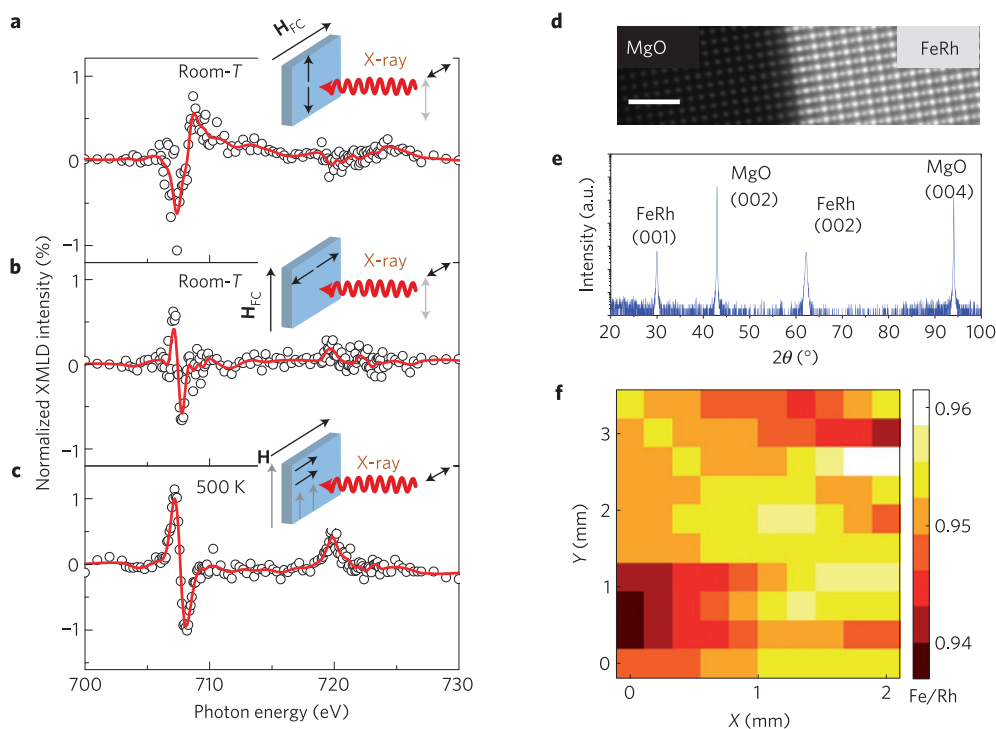 a
H_FC
Room-T
X-ray
1
0
−1
b
Room-T
H_FC
X-ray
1
0
−1
c
500 K
H
X-ray
1
0
−1
Normalized XMLD intensity (%)
700
710
720
730
Photon energy (eV)
d
MgO
FeRh
e
FeRh
(001)
MgO
(002)
FeRh
(002)
MgO
(004)
Intensity (a.u.)
20
30
40
50
60
70
80
90
100
2θ (°)
f
3
2
1
0
Y (mm)
0
1
2
X (mm)
0.96
0.95
0.94
Fe/Rh